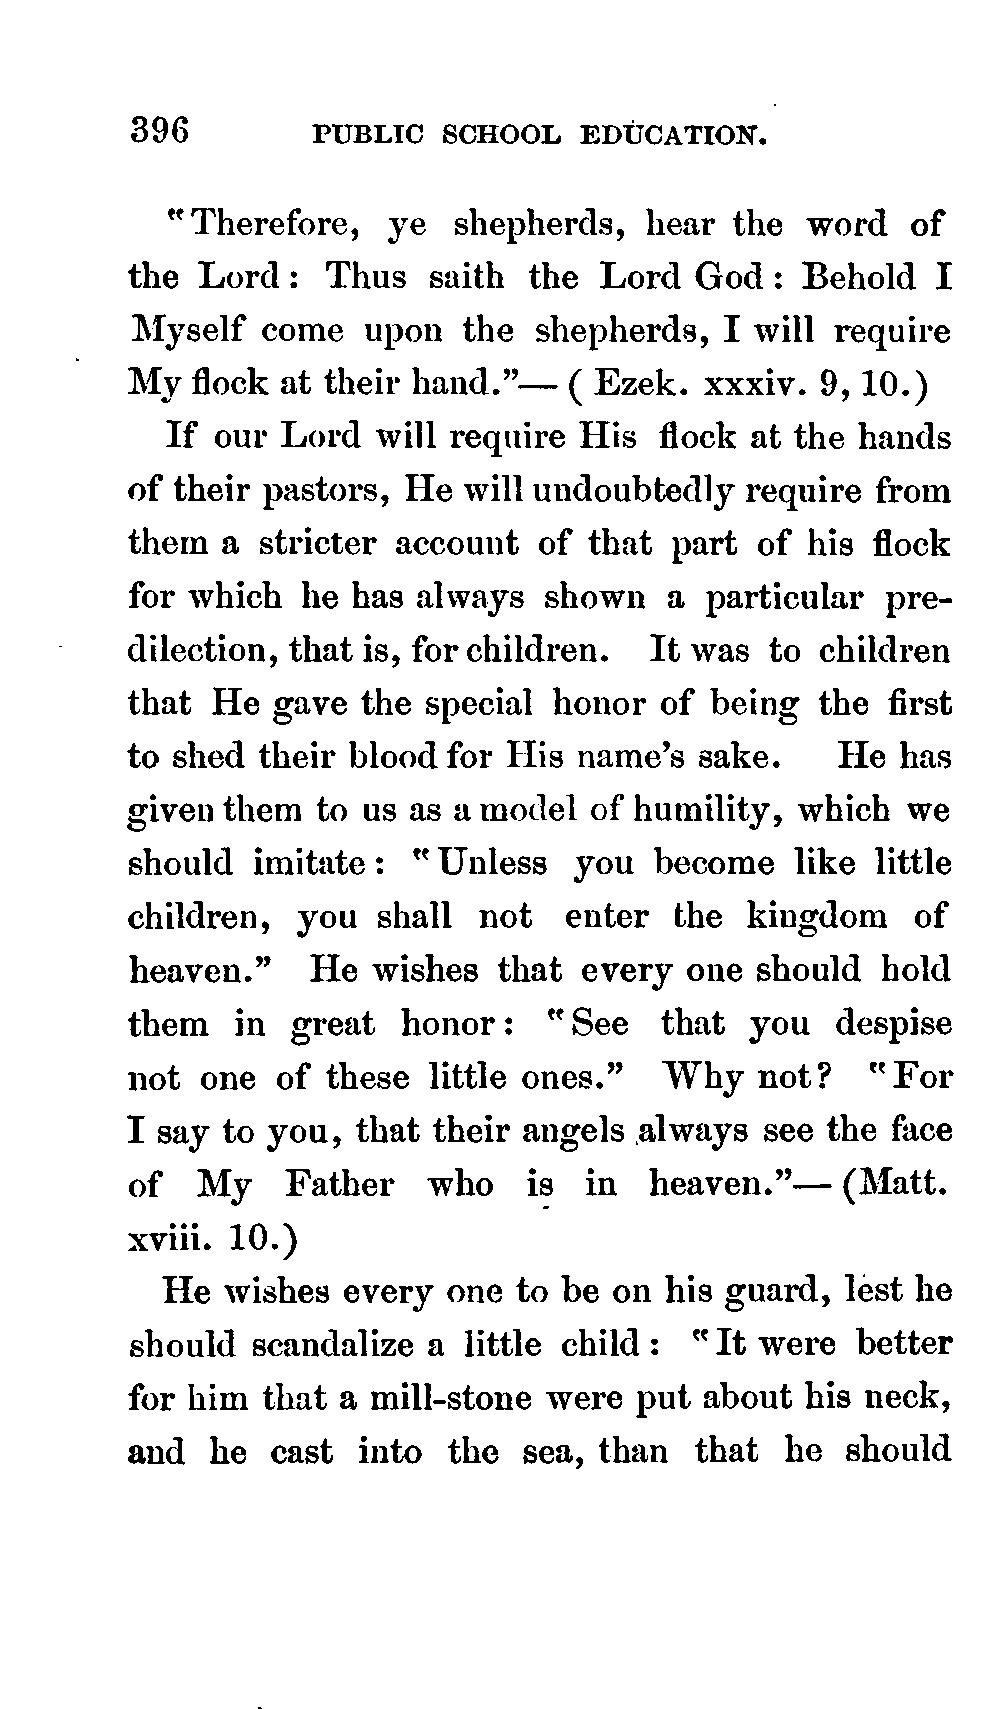 396 PUBLIC SCHOOL EDUCATION.
"Therefore, ye shepherds, hear the word of
the Lord: Thus saith the Lord God: Behold I
Myself come upon the shepherds, I will require
My flock at their hand."— ( Ezek. xxxiv. 9, 10.)
If our Lord will require His flock at the hands
of their pastors, He will undoubtedly require from
them a stricter account of that part of his flock
for which he has always shown a particular pre-
dilection, that is, for children. It was to children
that He gave the special honor of being the first
to shed their blood for His name's sake. He has
given them to us as a model of humility, which we
should imitate: "Unless you become like little
children, you shall not enter the kingdom of
heaven." He wishes that every one should hold
them in great honor: "See that you despise
not one of these little ones." Why not? "For
I say to you, that their angels always see the face
of My Father who is in heaven."— (Matt.
xviii. 10.)
He wishes every one to be on his guard, lest he
should scandalize a little child: "It were better
for him that a mill-stone were put about his neck,
and he cast into the sea, than that he should